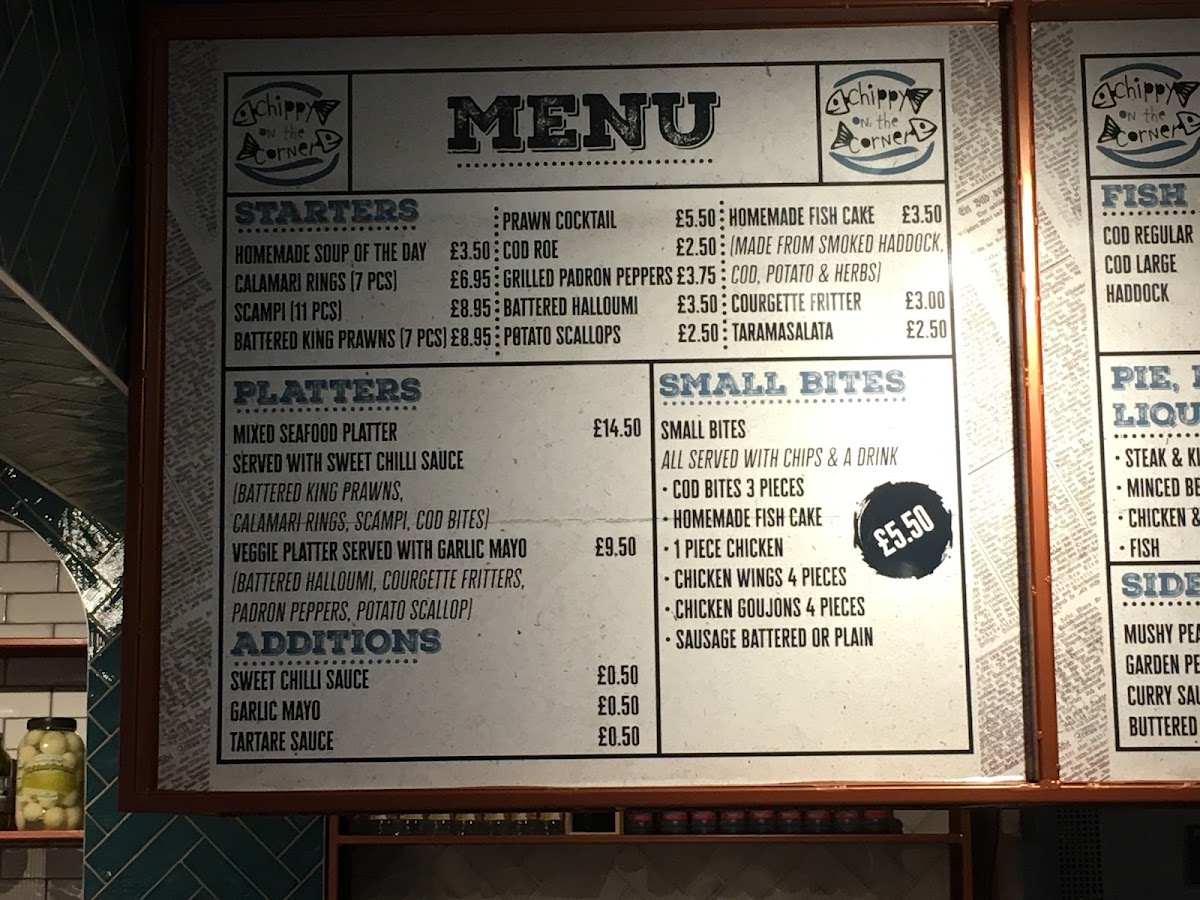 Chippy
on the
Corner
MENU
Chippy
on the
Corner
STARTERS
HOMEMADE SOUP OF THE DAY £3.50
CALAMARI RINGS (7 PCS) £6.95
SCAMPI (11 PCS) £8.95
BATTERED KING PRAWNS (7 PCS) £8.95
PRAWN COCKTAIL £5.50
COD ROE £2.50
GRILLED PADRON PEPPERS £3.75
BATTERED HALLOUMI £3.50
POTATO SCALLOPS £2.50
HOMEMADE FISH CAKE £3.50
(MADE FROM SMOKED HADDOCK,
COD, POTATO & HERBS)
COURGETTE FRITTER £3.00
TARAMASALATA £2.50
PLATTERS
MIXED SEAFOOD PLATTER £14.50
SERVED WITH SWEET CHILLI SAUCE
(BATTERED KING PRAWNS,
CALAMARI RINGS, SCAMPI, COD BITES)
VEGGIE PLATTER SERVED WITH GARLIC MAYO £9.50
(BATTERED HALLOUMI, COURGETTE FRITTERS,
PADRON PEPPERS, POTATO SCALLOP)
ADDITIONS
SWEET CHILLI SAUCE £0.50
GARLIC MAYO £0.50
TARTARE SAUCE £0.50
SMALL BITES
SMALL BITES
ALL SERVED WITH CHIPS & A DRINK
• COD BITES 3 PIECES
• HOMEMADE FISH CAKE
• 1 PIECE CHICKEN
• CHICKEN WINGS 4 PIECES
• CHICKEN GOUJONS 4 PIECES
• SAUSAGE BATTERED OR PLAIN
£5.50
Chippy
on the
Corner
FISH
COD REGULAR
COD LARGE
HADDOCK
PIE,
LIQU
• STEAK & KI
• MINCED BE
• CHICKEN &
• FISH
SIDE
MUSHY PEA
GARDEN PE
CURRY SAU
BUTTERED